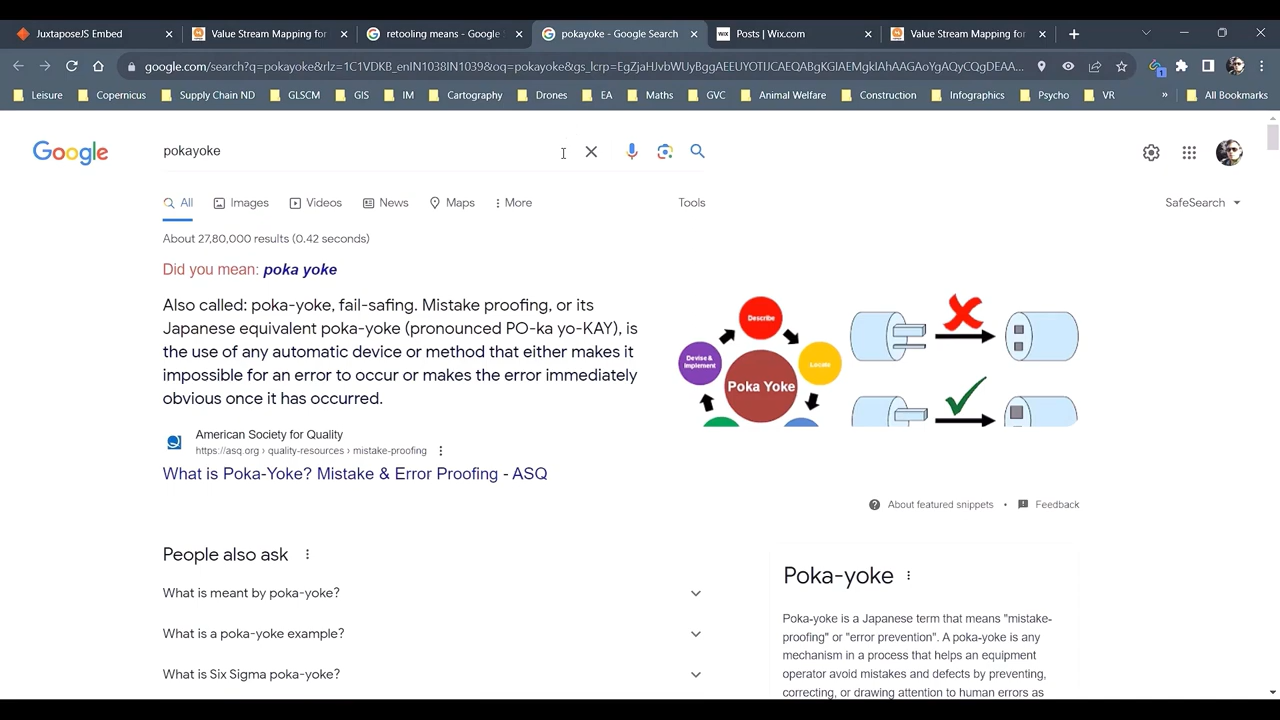 JuxtaposeJS Embed
Value Stream Mapping for
retooling means - Google
pokayoke - Google Search
WIX Posts | Wix.com
Value Stream Mapping for
google.com/search?q=pokayoke&rlz=1C1VDKB_enIN1038IN1039&oq=pokayoke&gs_lcrp=EgZjaHJvbWUyBggAEEUYOTIJCAEQABgKGIAEMgkIAhAAGAoYgAQyCQgDEAA...
Leisure
Copernicus
Supply Chain ND
GLSCM
GIS
IM
Cartography
Drones
EA
Maths
GVC
Animal Welfare
Construction
Infographics
Psycho
VR
»
All Bookmarks
Google
pokayoke
All
Images
Videos
News
Maps
More
Tools
SafeSearch
About 27,80,000 results (0.42 seconds)
Did you mean: poka yoke
Also called: poka-yoke, fail-safing. Mistake proofing, or its
Japanese equivalent poka-yoke (pronounced PO-ka yo-KAY), is
the use of any automatic device or method that either makes it
impossible for an error to occur or makes the error immediately
obvious once it has occurred.
Describe
Devise &
Implement
Locate
Poka Yoke
American Society for Quality
https://asq.org › quality-resources › mistake-proofing
What is Poka-Yoke? Mistake & Error Proofing - ASQ
About featured snippets • Feedback
People also ask
What is meant by poka-yoke?
What is a poka-yoke example?
What is Six Sigma poka-yoke?
Poka-yoke
Poka-yoke is a Japanese term that means "mistake-
proofing" or "error prevention". A poka-yoke is any
mechanism in a process that helps an equipment
operator avoid mistakes and defects by preventing,
correcting, or drawing attention to human errors as